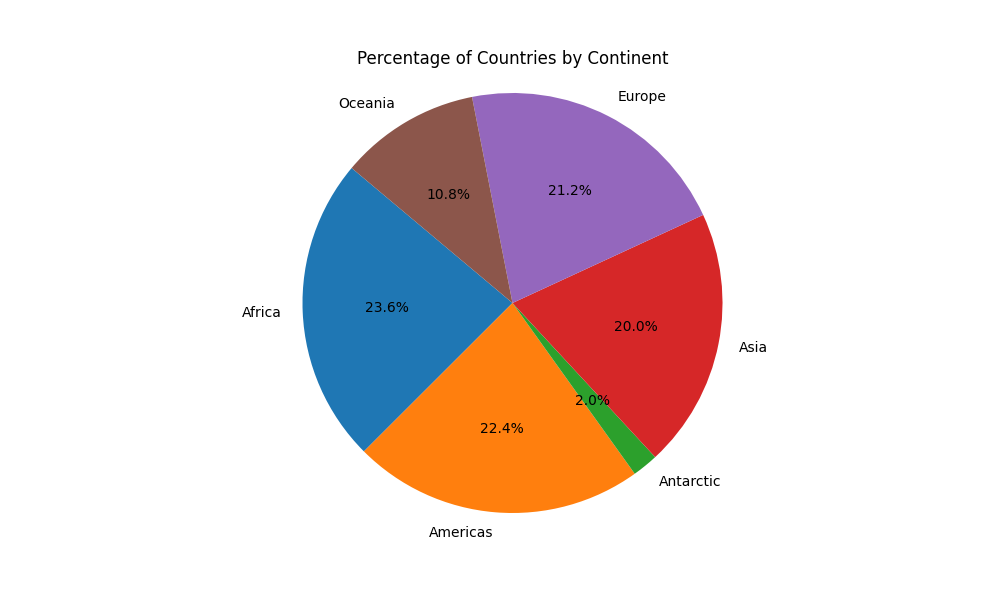 Percentage of Countries by Continent
Oceania
Europe
10.8%
21.2%
Africa
23.6%
20.0%
Asia
2.0%
22.4%
Antarctic
Americas